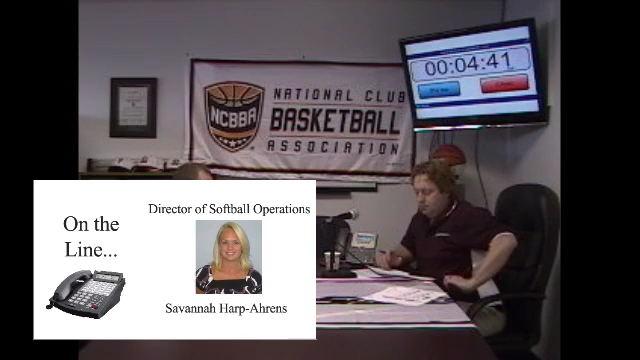 00:04:41
NATIONAL CLUB
NCBBA
BASKETBALL
ASSOCIATION
On the
Line...
Director of Softball Operations
Savannah Harp-Ahrens